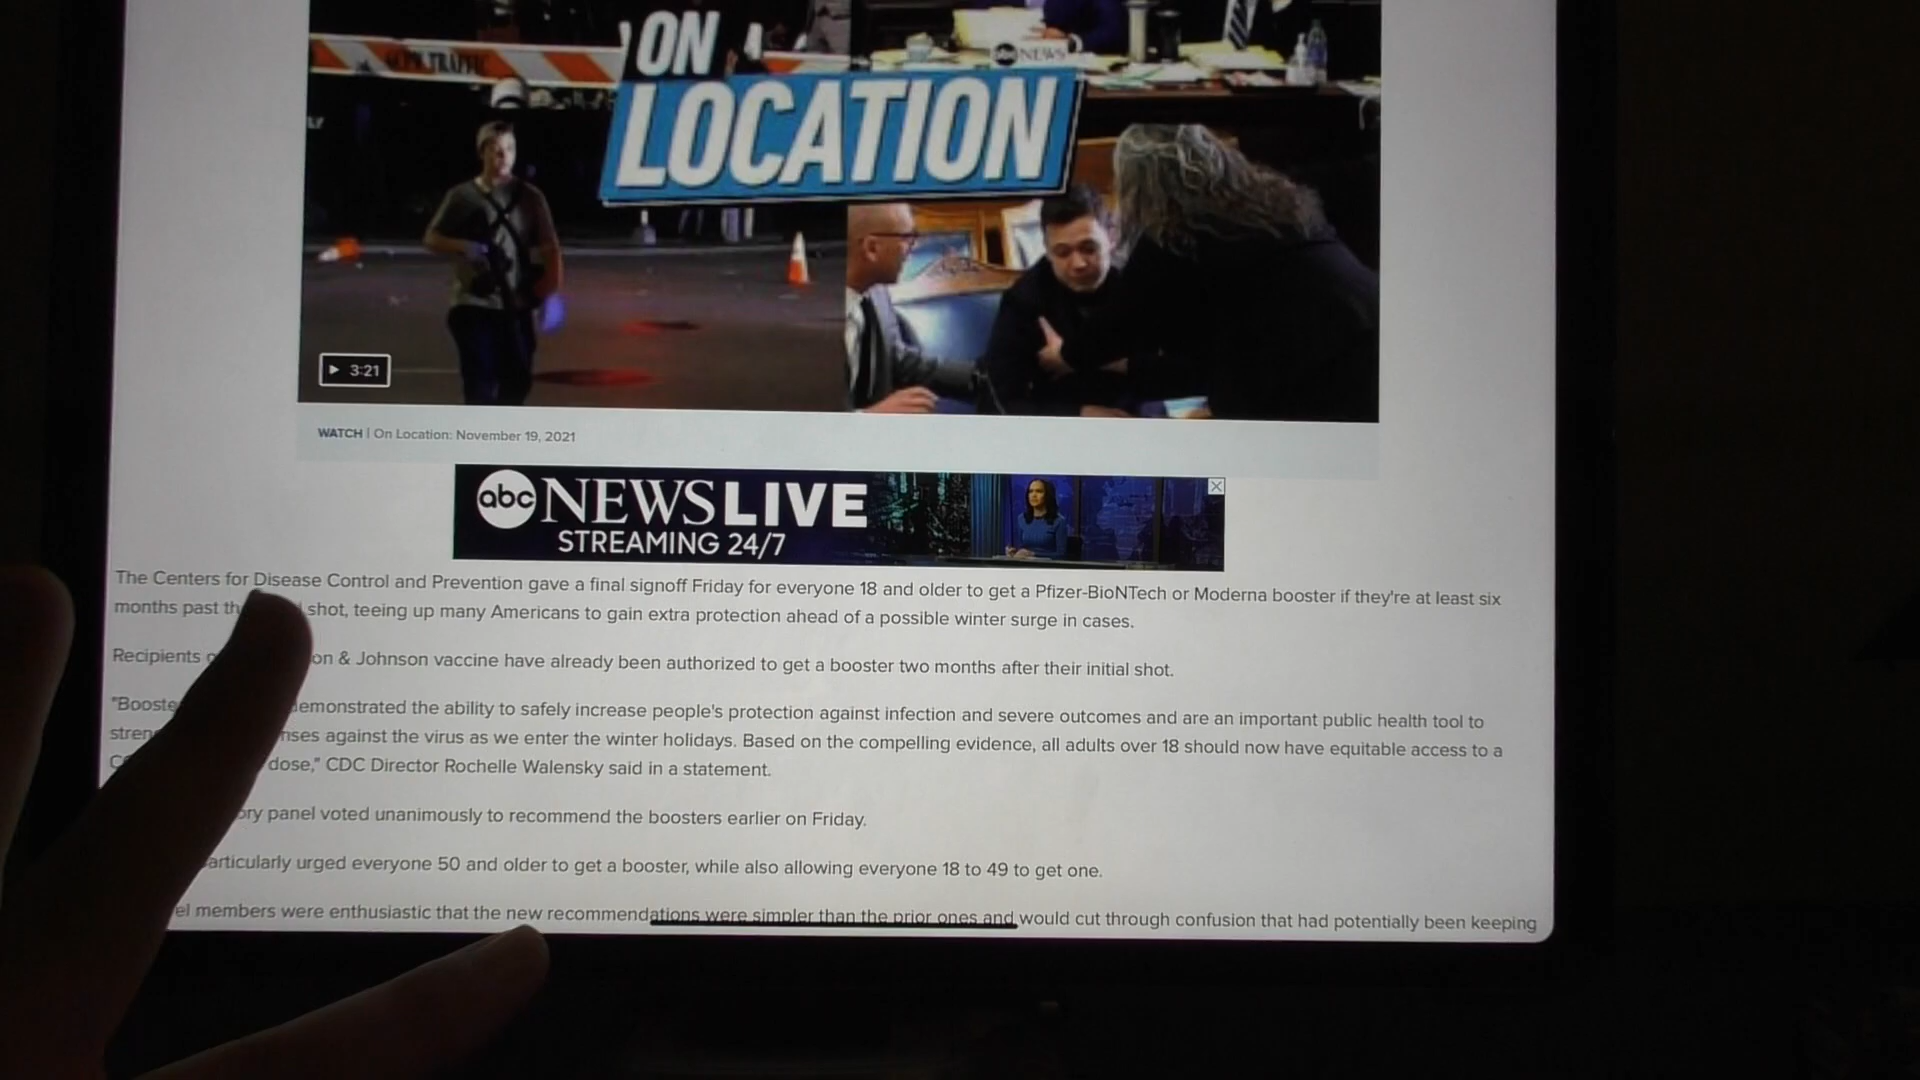 ON
LOCATION
abc NEWS
3:21
WATCH | On Location: November 19, 2021
abc NEWS LIVE
STREAMING 24/7
The Centers for Disease Control and Prevention gave a final signoff Friday for everyone 18 and older to get a Pfizer-BioNTech or Moderna booster if they're at least six
months past shot, teeing up many Americans to gain extra protection ahead of a possible winter surge in cases.
Recipients & Johnson vaccine have already been authorized to get a booster two months after their initial shot.
demonstrated the ability to safely increase people's protection against infection and severe outcomes and are an important public health tool to
against the virus as we enter the winter holidays. Based on the compelling evidence, all adults over 18 should now have equitable access to a
dose," CDC Director Rochelle Walensky said in a statement.
panel voted unanimously to recommend the boosters earlier on Friday.
urged everyone 50 and older to get a booster, while also allowing everyone 18 to 49 to get one.
members were enthusiastic that the new recommendations were simpler than the prior ones and would cut through confusion that had potentially been keeping